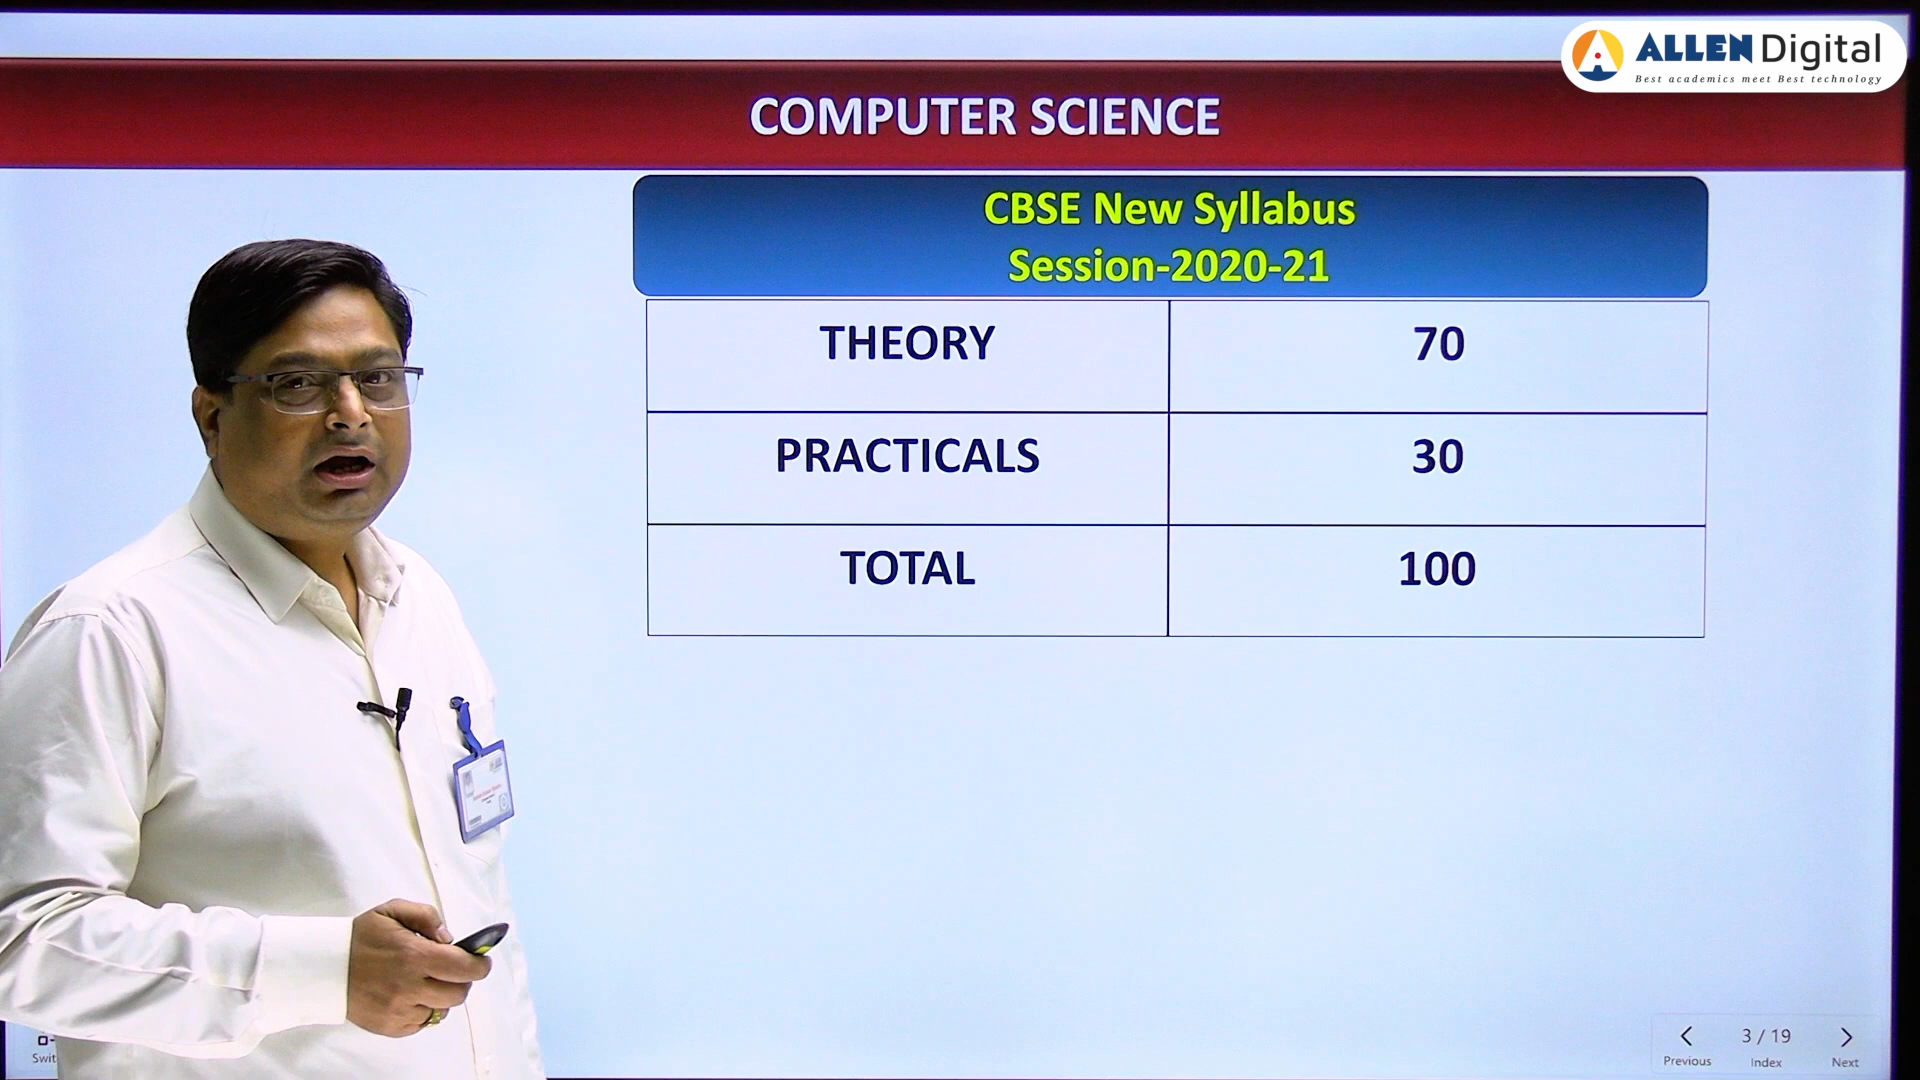 ALLEN Digital
Best academics meet Best technology
COMPUTER SCIENCE
CBSE New Syllabus
Session-2020-21
THEORY 70
PRACTICALS 30
TOTAL 100
Swit
3 / 19
Previous Index Next